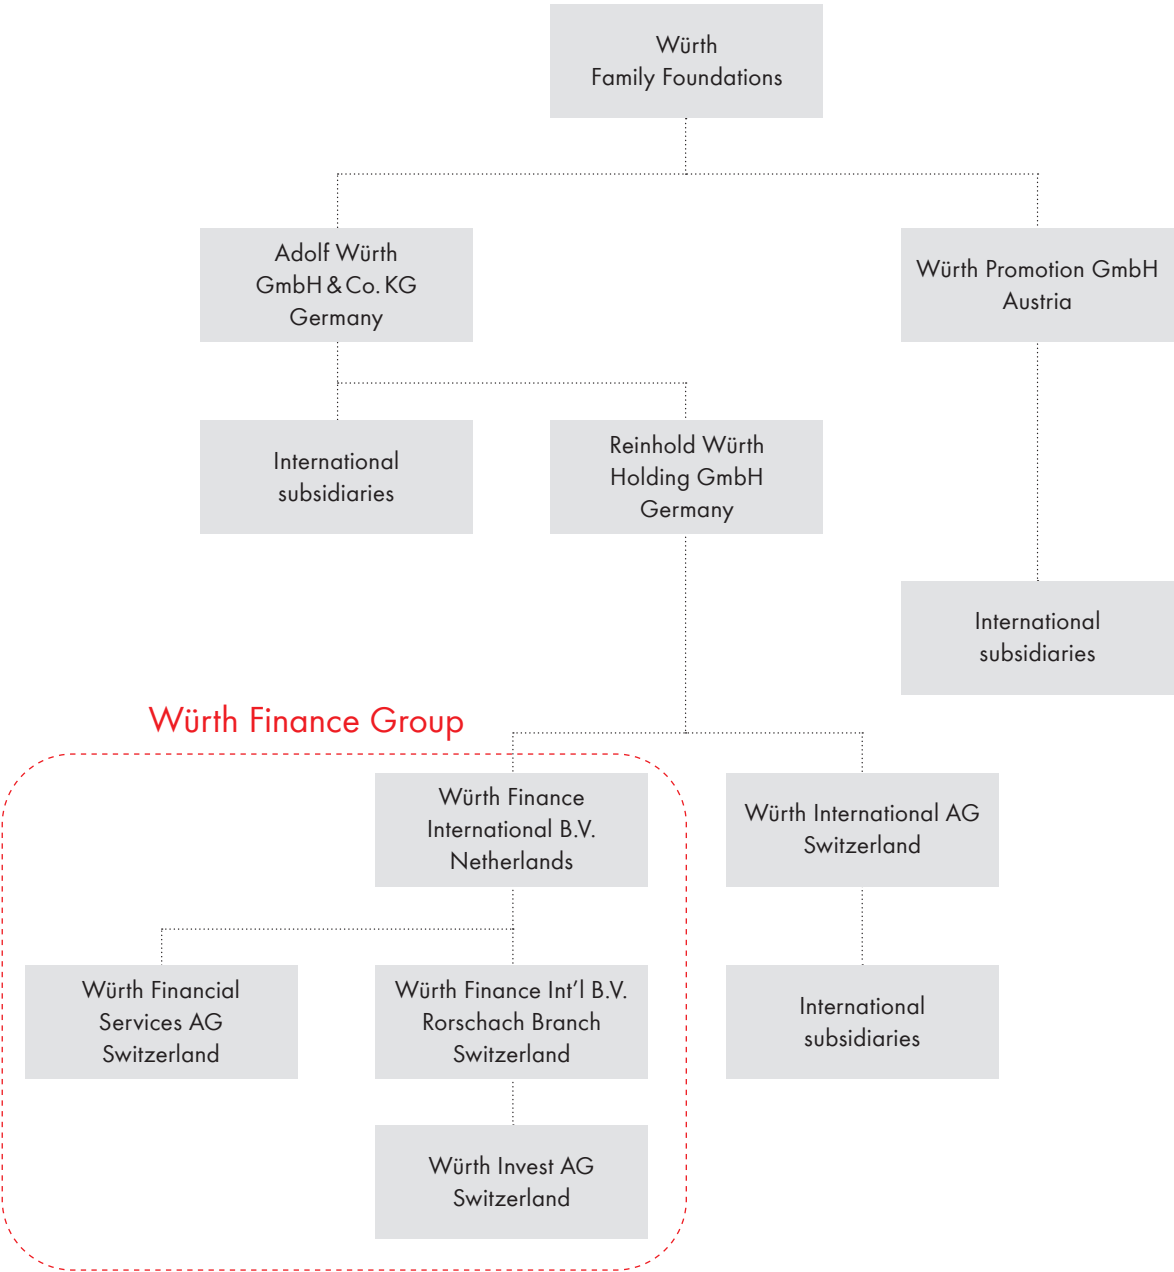 Würth
Family Foundations
Adolf Würth
GmbH & Co. KG
Germany
Würth Promotion GmbH
Austria
International
subsidiaries
Reinhold Würth
Holding GmbH
Germany
International
subsidiaries
Würth Finance Group
Würth Finance
International B.V.
Netherlands
Würth International AG
Switzerland
Würth Financial
Services AG
Switzerland
Würth Finance Int’l B.V.
Rorschach Branch
Switzerland
International
subsidiaries
Würth Invest AG
Switzerland